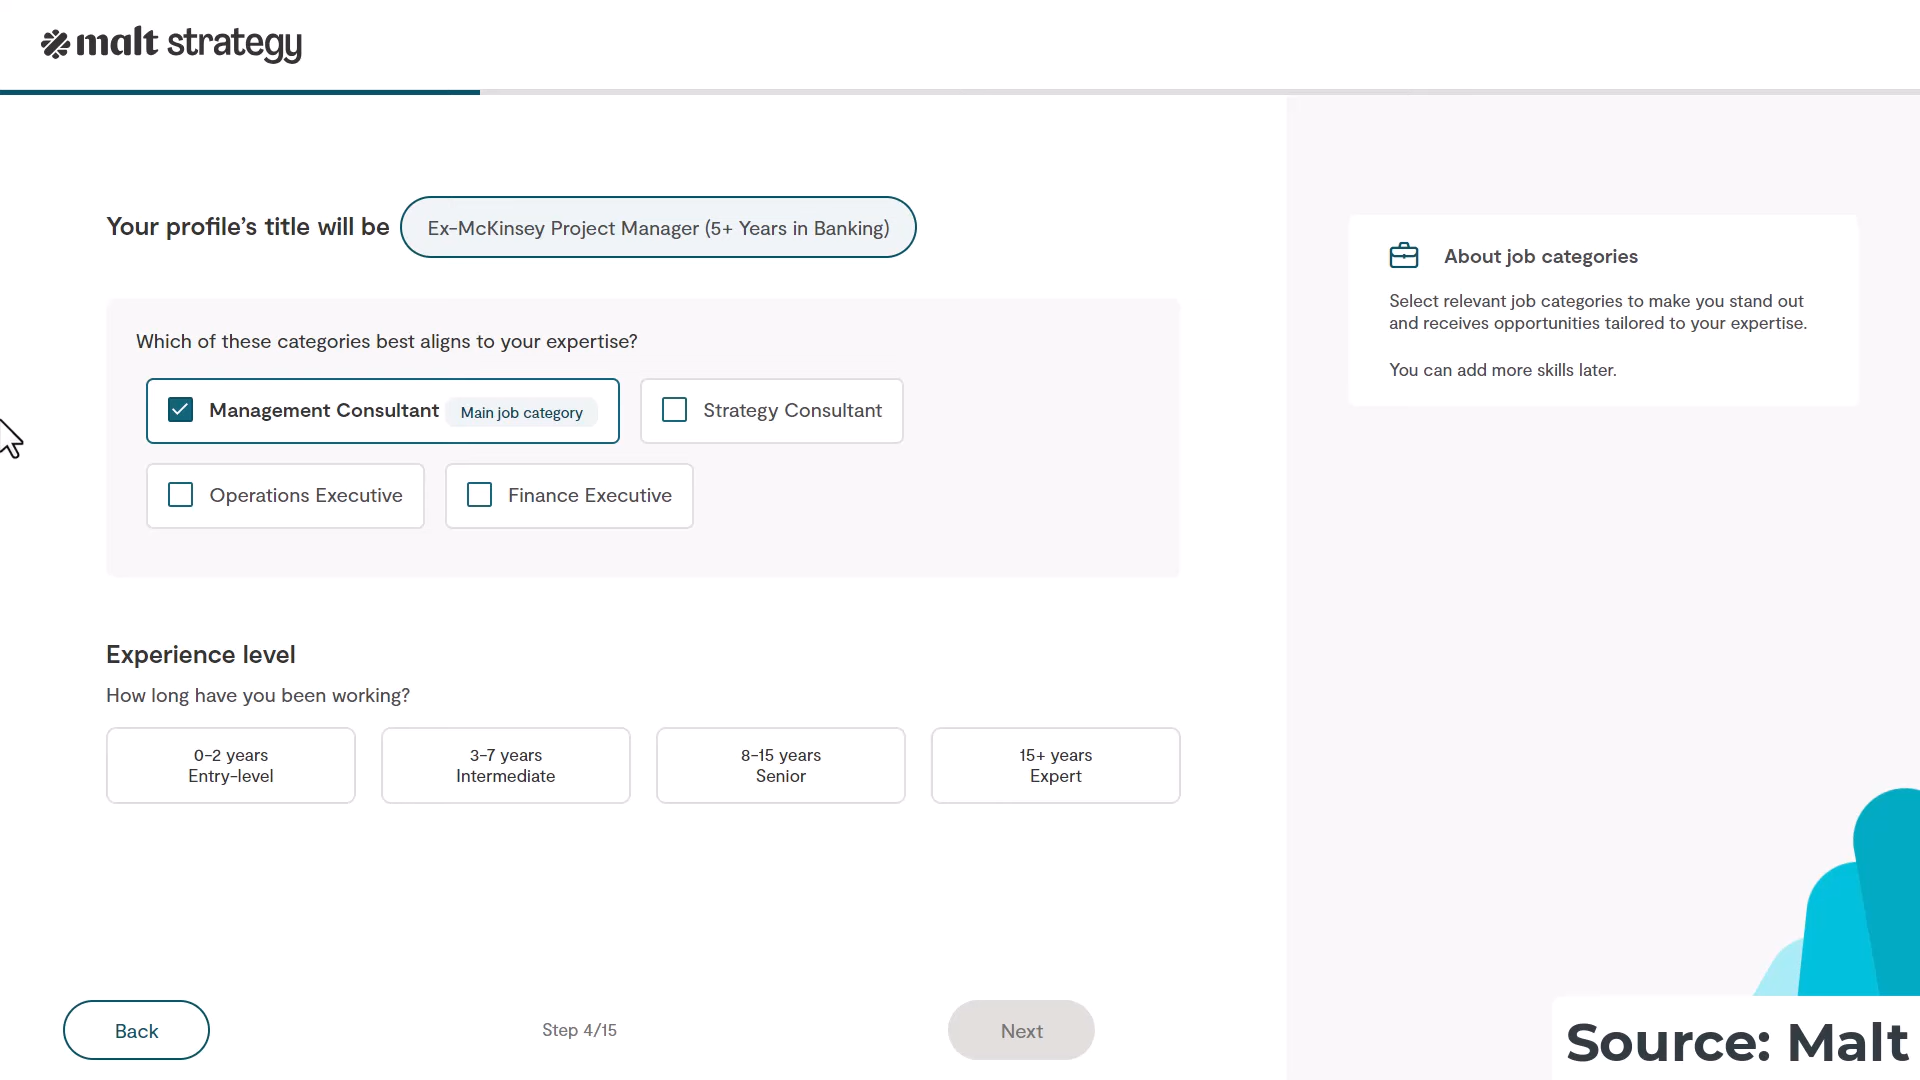 malt strategy
Your profile’s title will be
Ex-McKinsey Project Manager (5+ Years in Banking)
Which of these categories best aligns to your expertise?
Management Consultant Main job category
Strategy Consultant
Operations Executive
Finance Executive
Experience level
How long have you been working?
0-2 years
Entry-level
3-7 years
Intermediate
8-15 years
Senior
15+ years
Expert
Back
Step 4/15
Next
About job categories
Select relevant job categories to make you stand out
and receives opportunities tailored to your expertise.
You can add more skills later.
Source: Malt